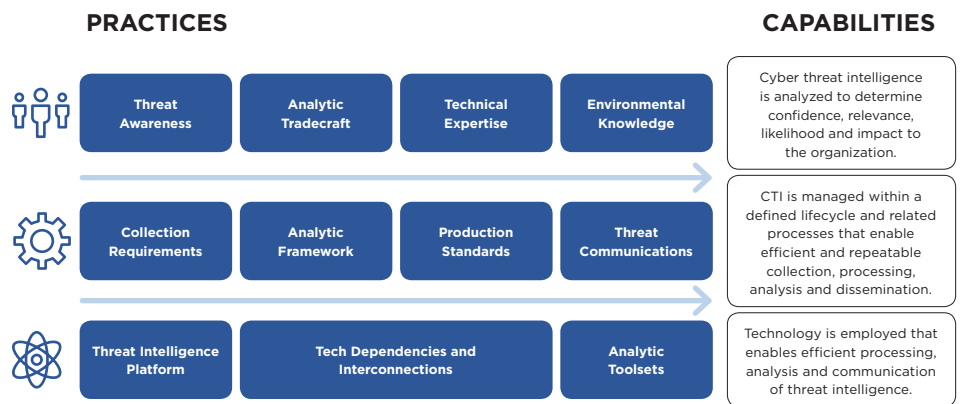 PRACTICES
CAPABILITIES
Threat
Awareness
Analytic
Tradecraft
Technical
Expertise
Environmental
Knowledge
Cyber threat intelligence
is analyzed to determine
confidence, relevance,
likelihood and impact to
the organization.
Collection
Requirements
Analytic
Framework
Production
Standards
Threat
Communications
CTI is managed within a
defined lifecycle and related
processes that enable
efficient and repeatable
collection, processing,
analysis and dissemination.
Threat Intelligence
Platform
Tech Dependencies and
Interconnections
Analytic
Toolsets
Technology is employed that
enables efficient processing,
analysis and communication
of threat intelligence.